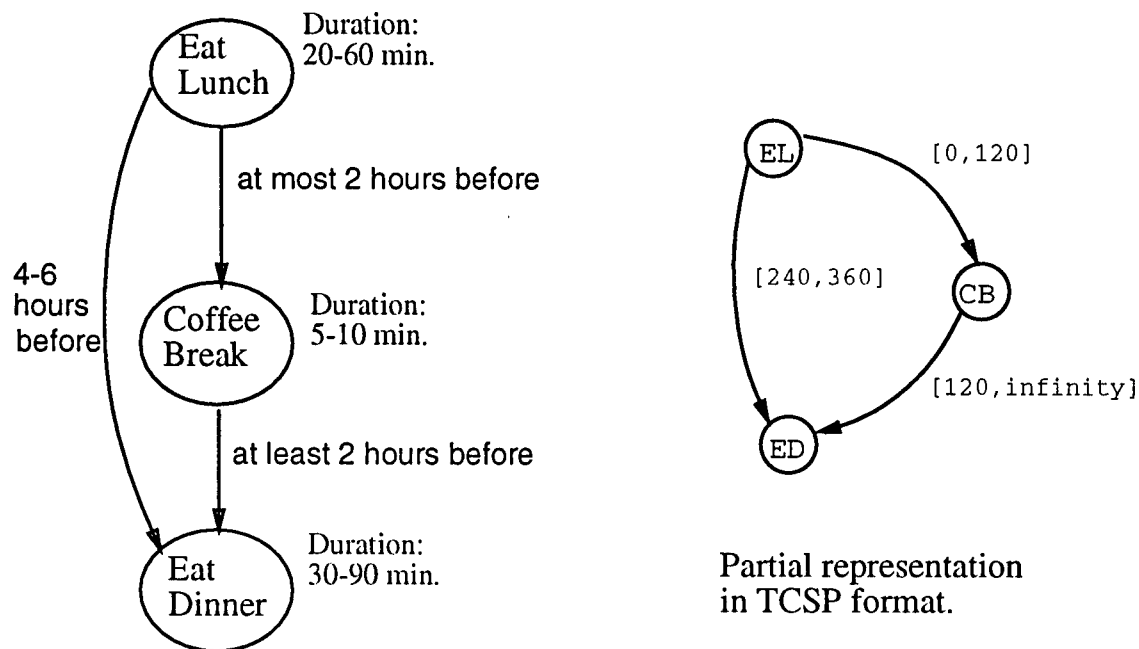 Eat
Lunch
Duration:
20-60 min.
at most 2 hours before
4-6
hours
before
Coffee
Break
Duration:
5-10 min.
at least 2 hours before
Eat
Dinner
Duration:
30-90 min.
EL
[0,120]
[240,360]
CB
[120,infinity}
ED
Partial representation
in TCSP format.